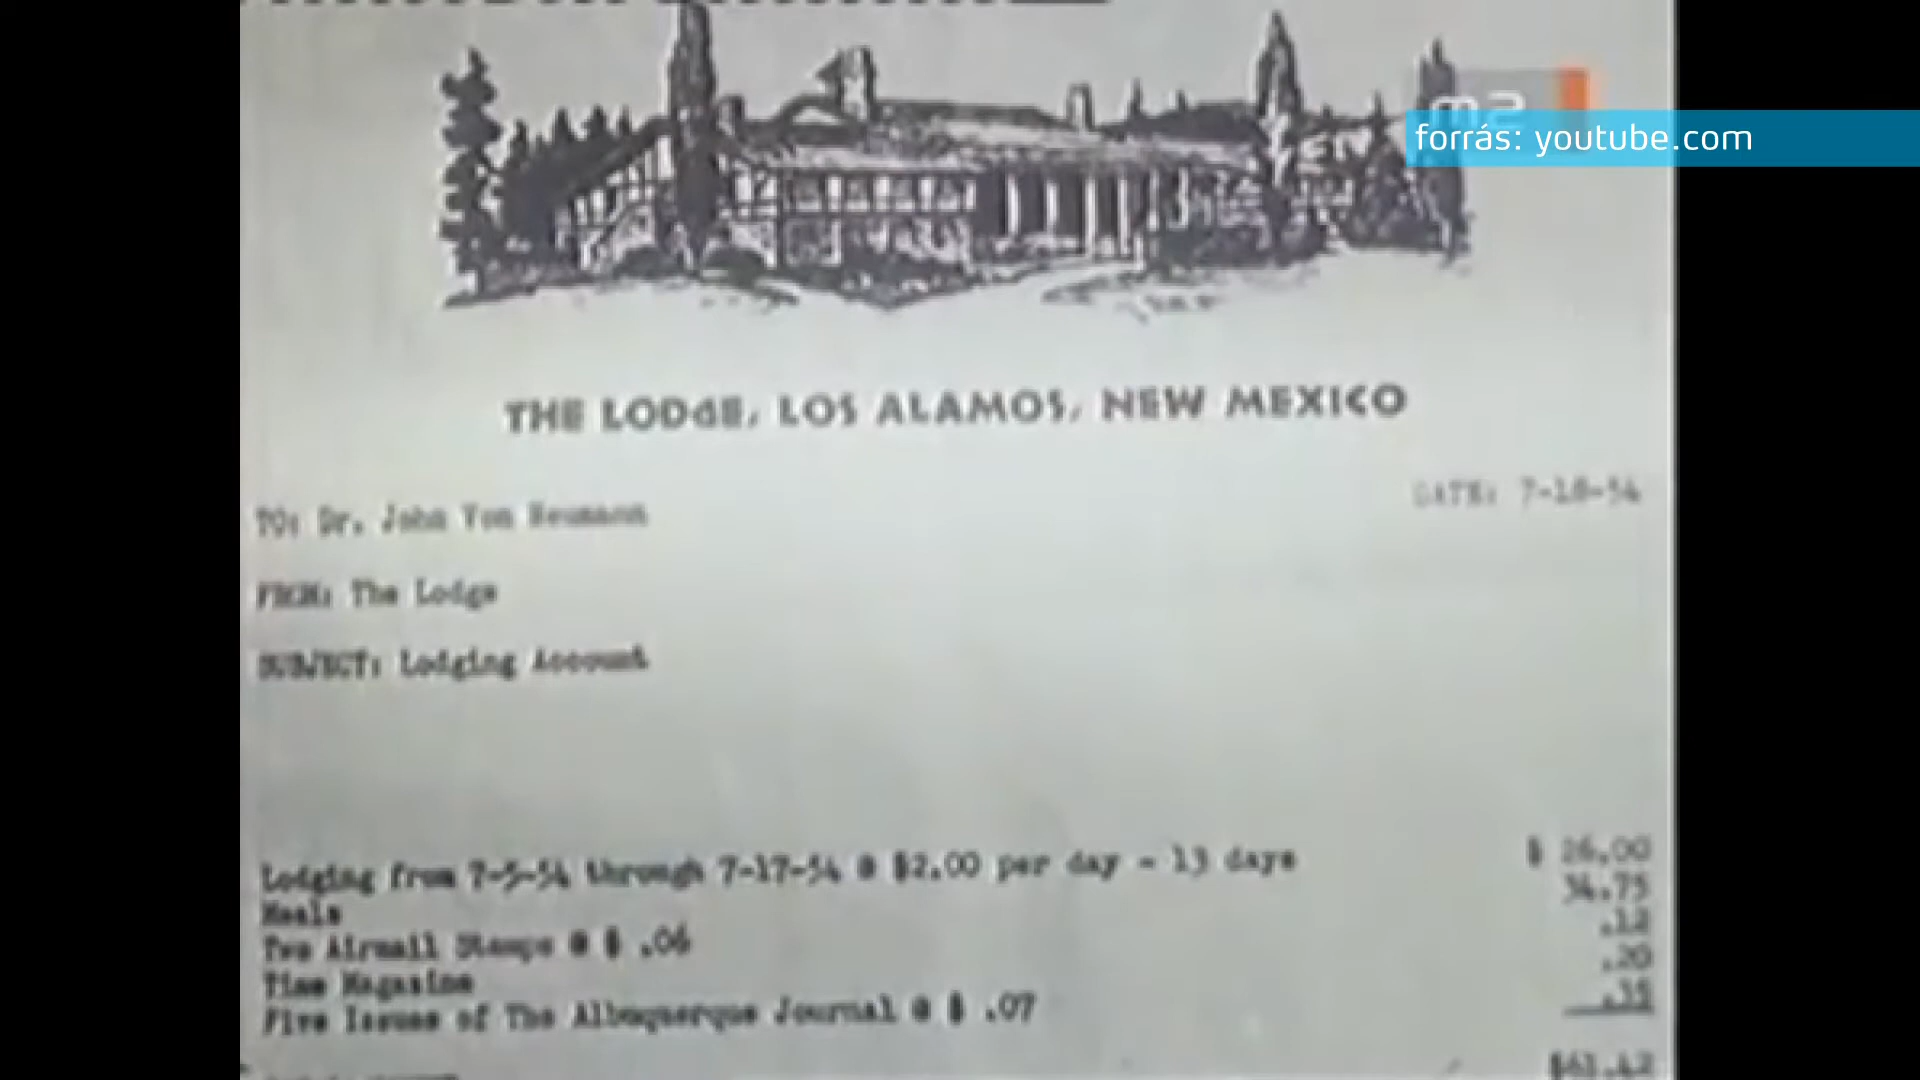 m2
forrás: youtube.com
THE LODGE, LOS ALAMOS, NEW MEXICO
DATE: 7-18-54
TO: Dr. John Von Neumann
FROM: The Lodge
SUBJECT: Lodging Account
Lodging from 7-5-54 through 7-17-54 @ $2.00 per day - 13 days $ 26.00
Meals 34.75
Two Airmail Stamps @ $ .06 .12
Time Magazine .20
Five Issues of The Albuquerque Journal @ $ .07 .35
$61.42